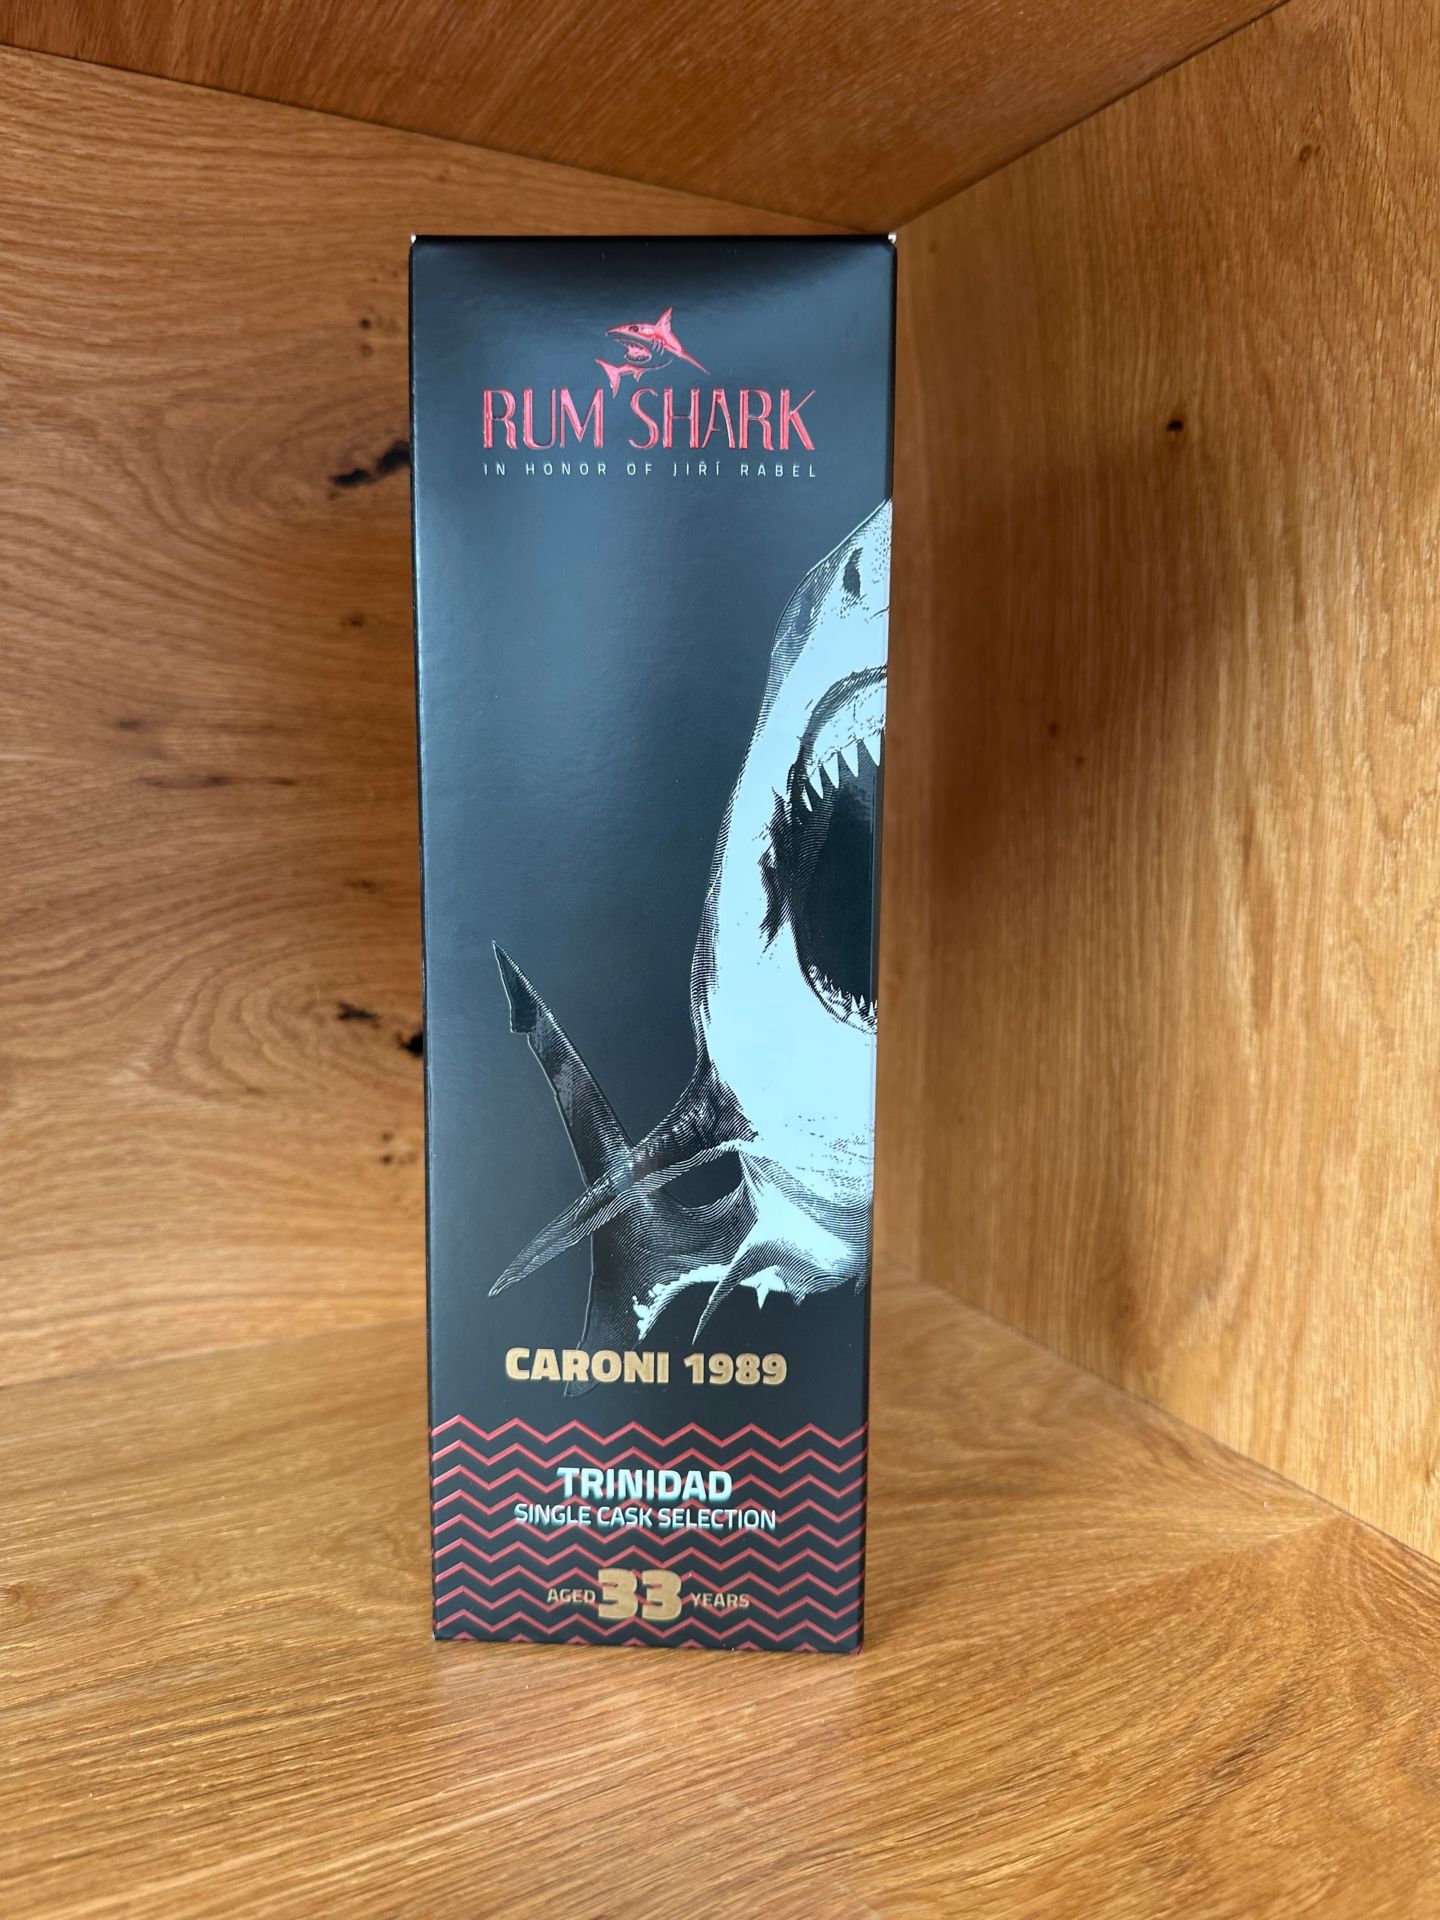 RUM SHARK
IN HONOR OF JIŘÍ RABEL
CARONI 1989
TRINIDAD
SINGLE CASK SELECTION
AGED 33 YEARS